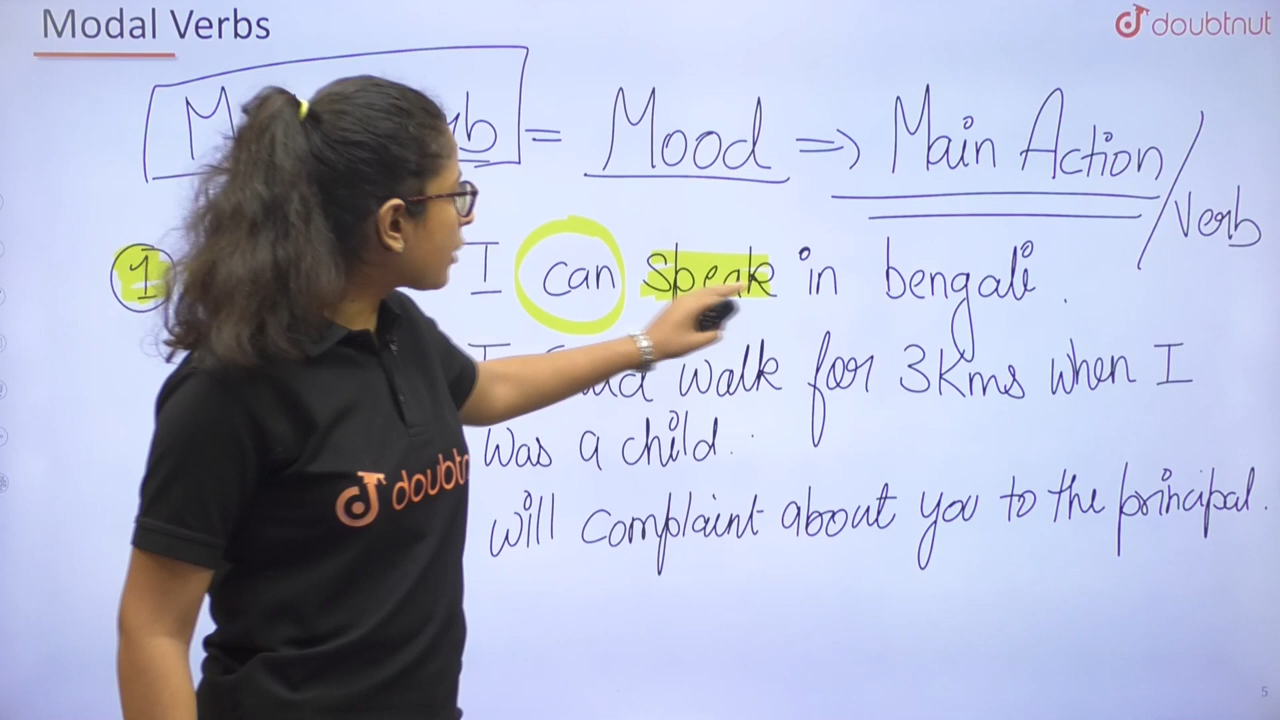 Modal Verbs
doubtnut
= Mood => Main Action/
Verb
1 I can speak in bengali.
walk for 3Kms when I
was a child.
will complaint about you to the principal.
doubtn
5